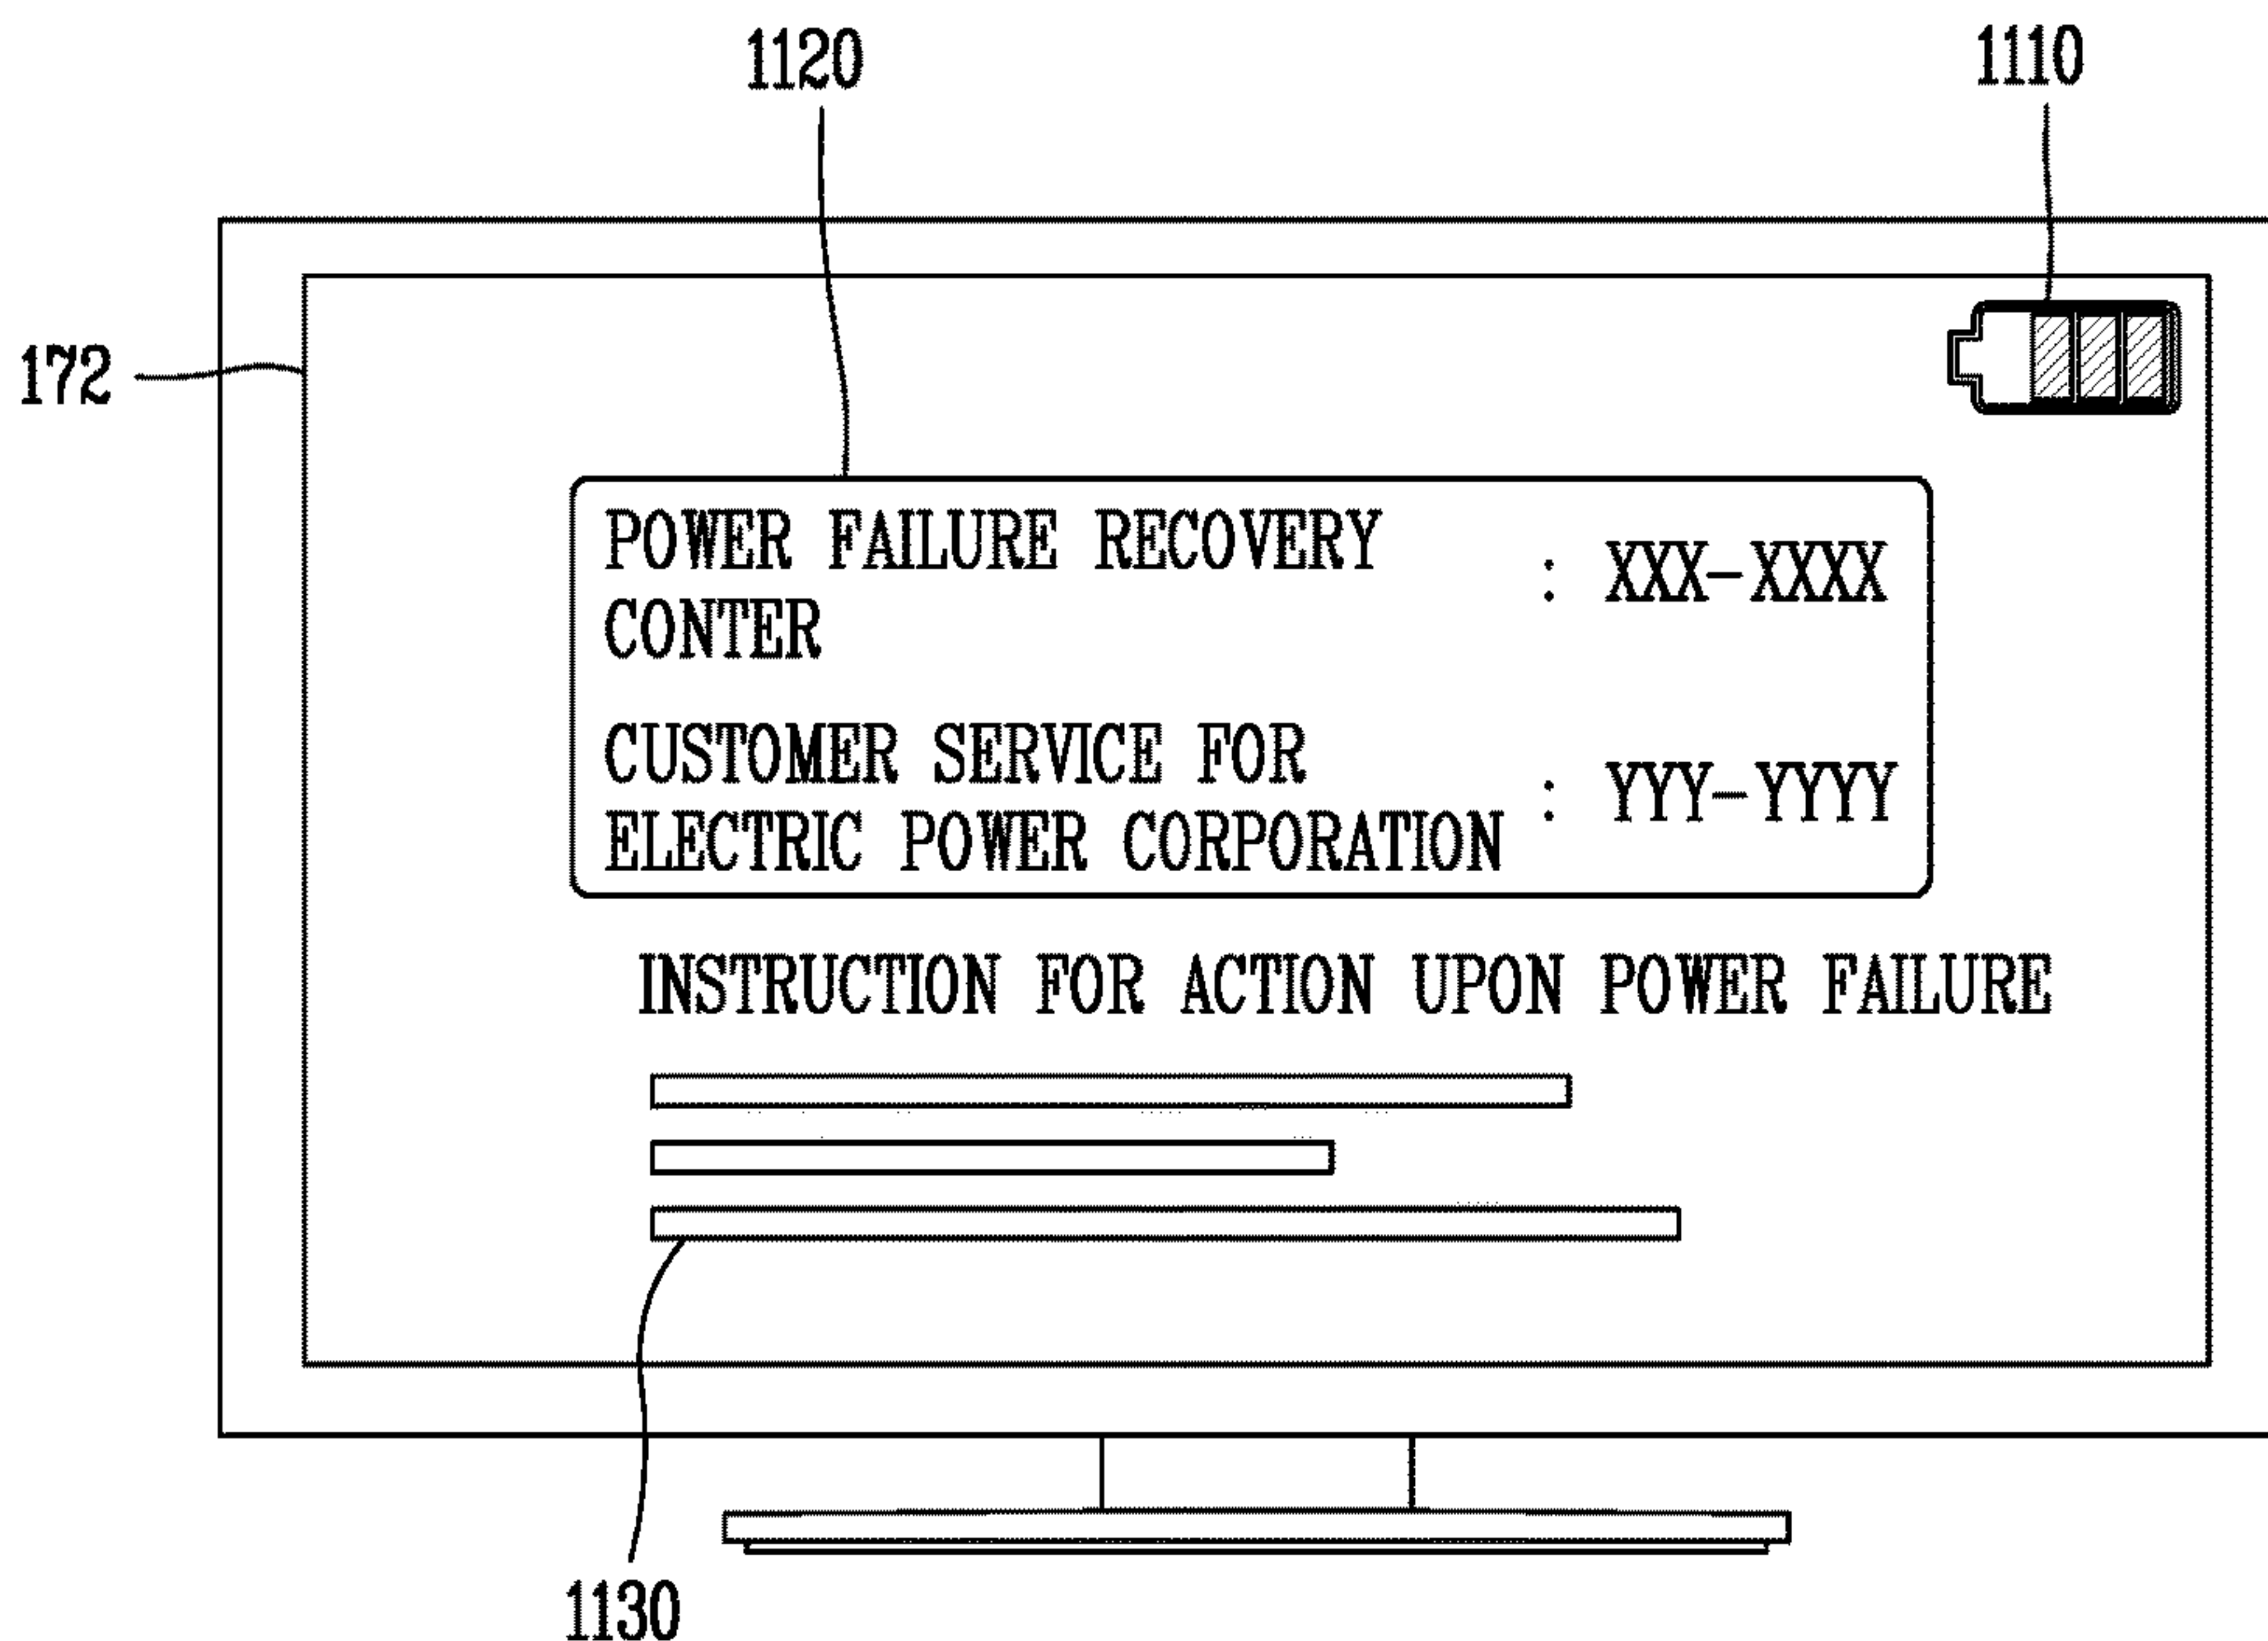 1120
1110
172
POWER FAILURE RECOVERY
CONTER
: XXX-XXXX
CUSTOMER SERVICE FOR
ELECTRIC POWER CORPORATION
: YYY-YYYY
INSTRUCTION FOR ACTION UPON POWER FAILURE
1130